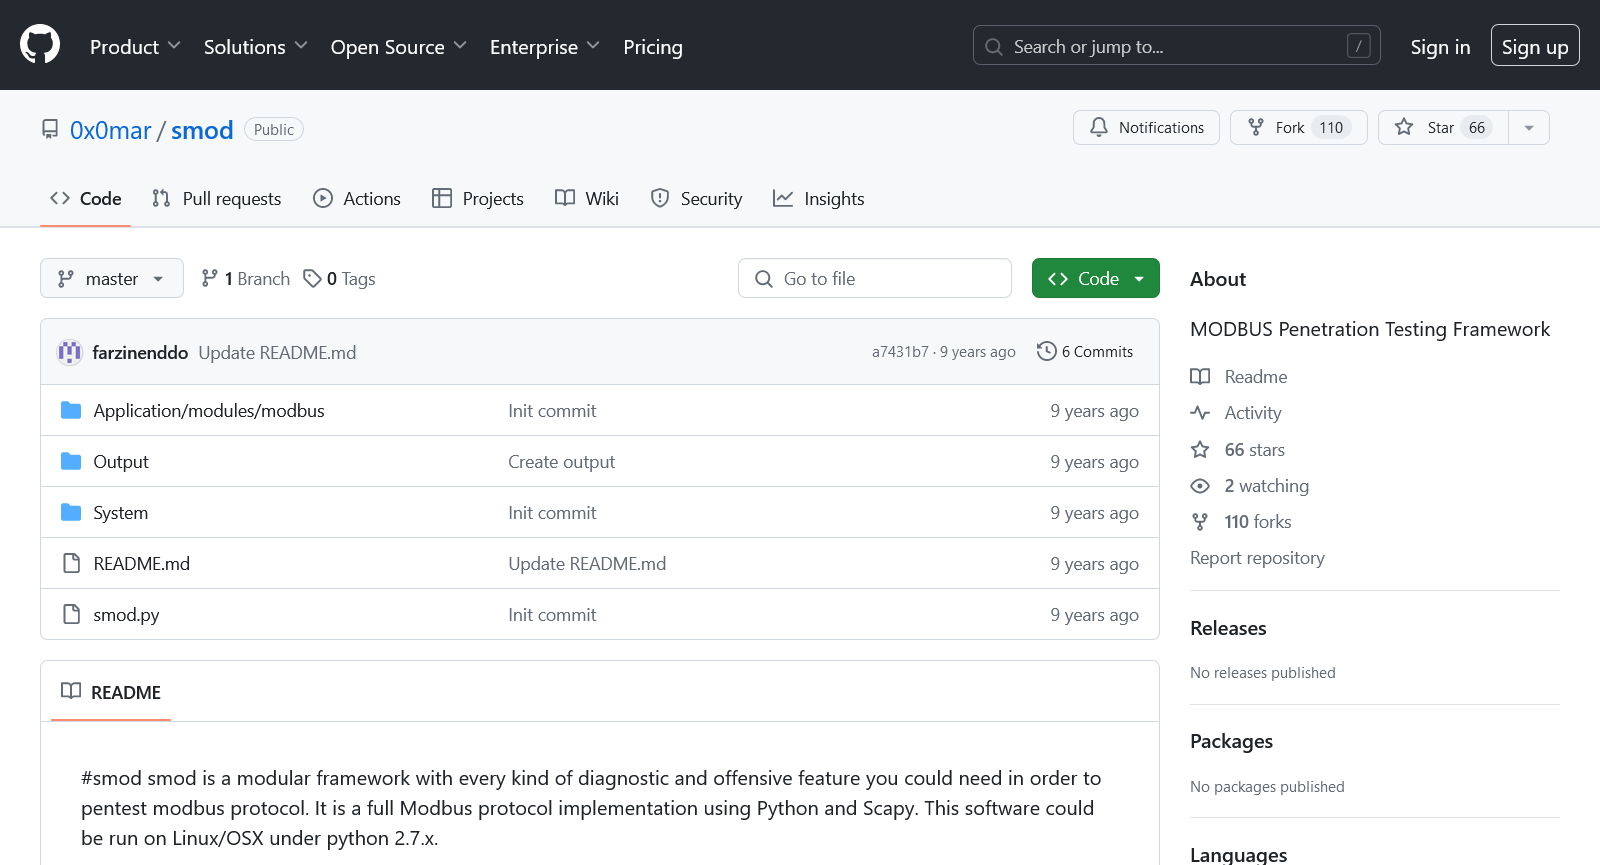 Product Solutions Open Source Enterprise Pricing Search or jump to... / Sign in Sign up
0x0mar / smod Public Notifications Fork 110 Star 66
Code Pull requests Actions Projects Wiki Security Insights
master 1 Branch 0 Tags Go to file Code
farzinenddo Update README.md a7431b7 · 9 years ago 6 Commits
Application/modules/modbus Init commit 9 years ago
Output Create output 9 years ago
System Init commit 9 years ago
README.md Update README.md 9 years ago
smod.py Init commit 9 years ago
README
#smod smod is a modular framework with every kind of diagnostic and offensive feature you could need in order to
pentest modbus protocol. It is a full Modbus protocol implementation using Python and Scapy. This software could
be run on Linux/OSX under python 2.7.x.
About
MODBUS Penetration Testing Framework
Readme
Activity
66 stars
2 watching
110 forks
Report repository
Releases
No releases published
Packages
No packages published
Languages